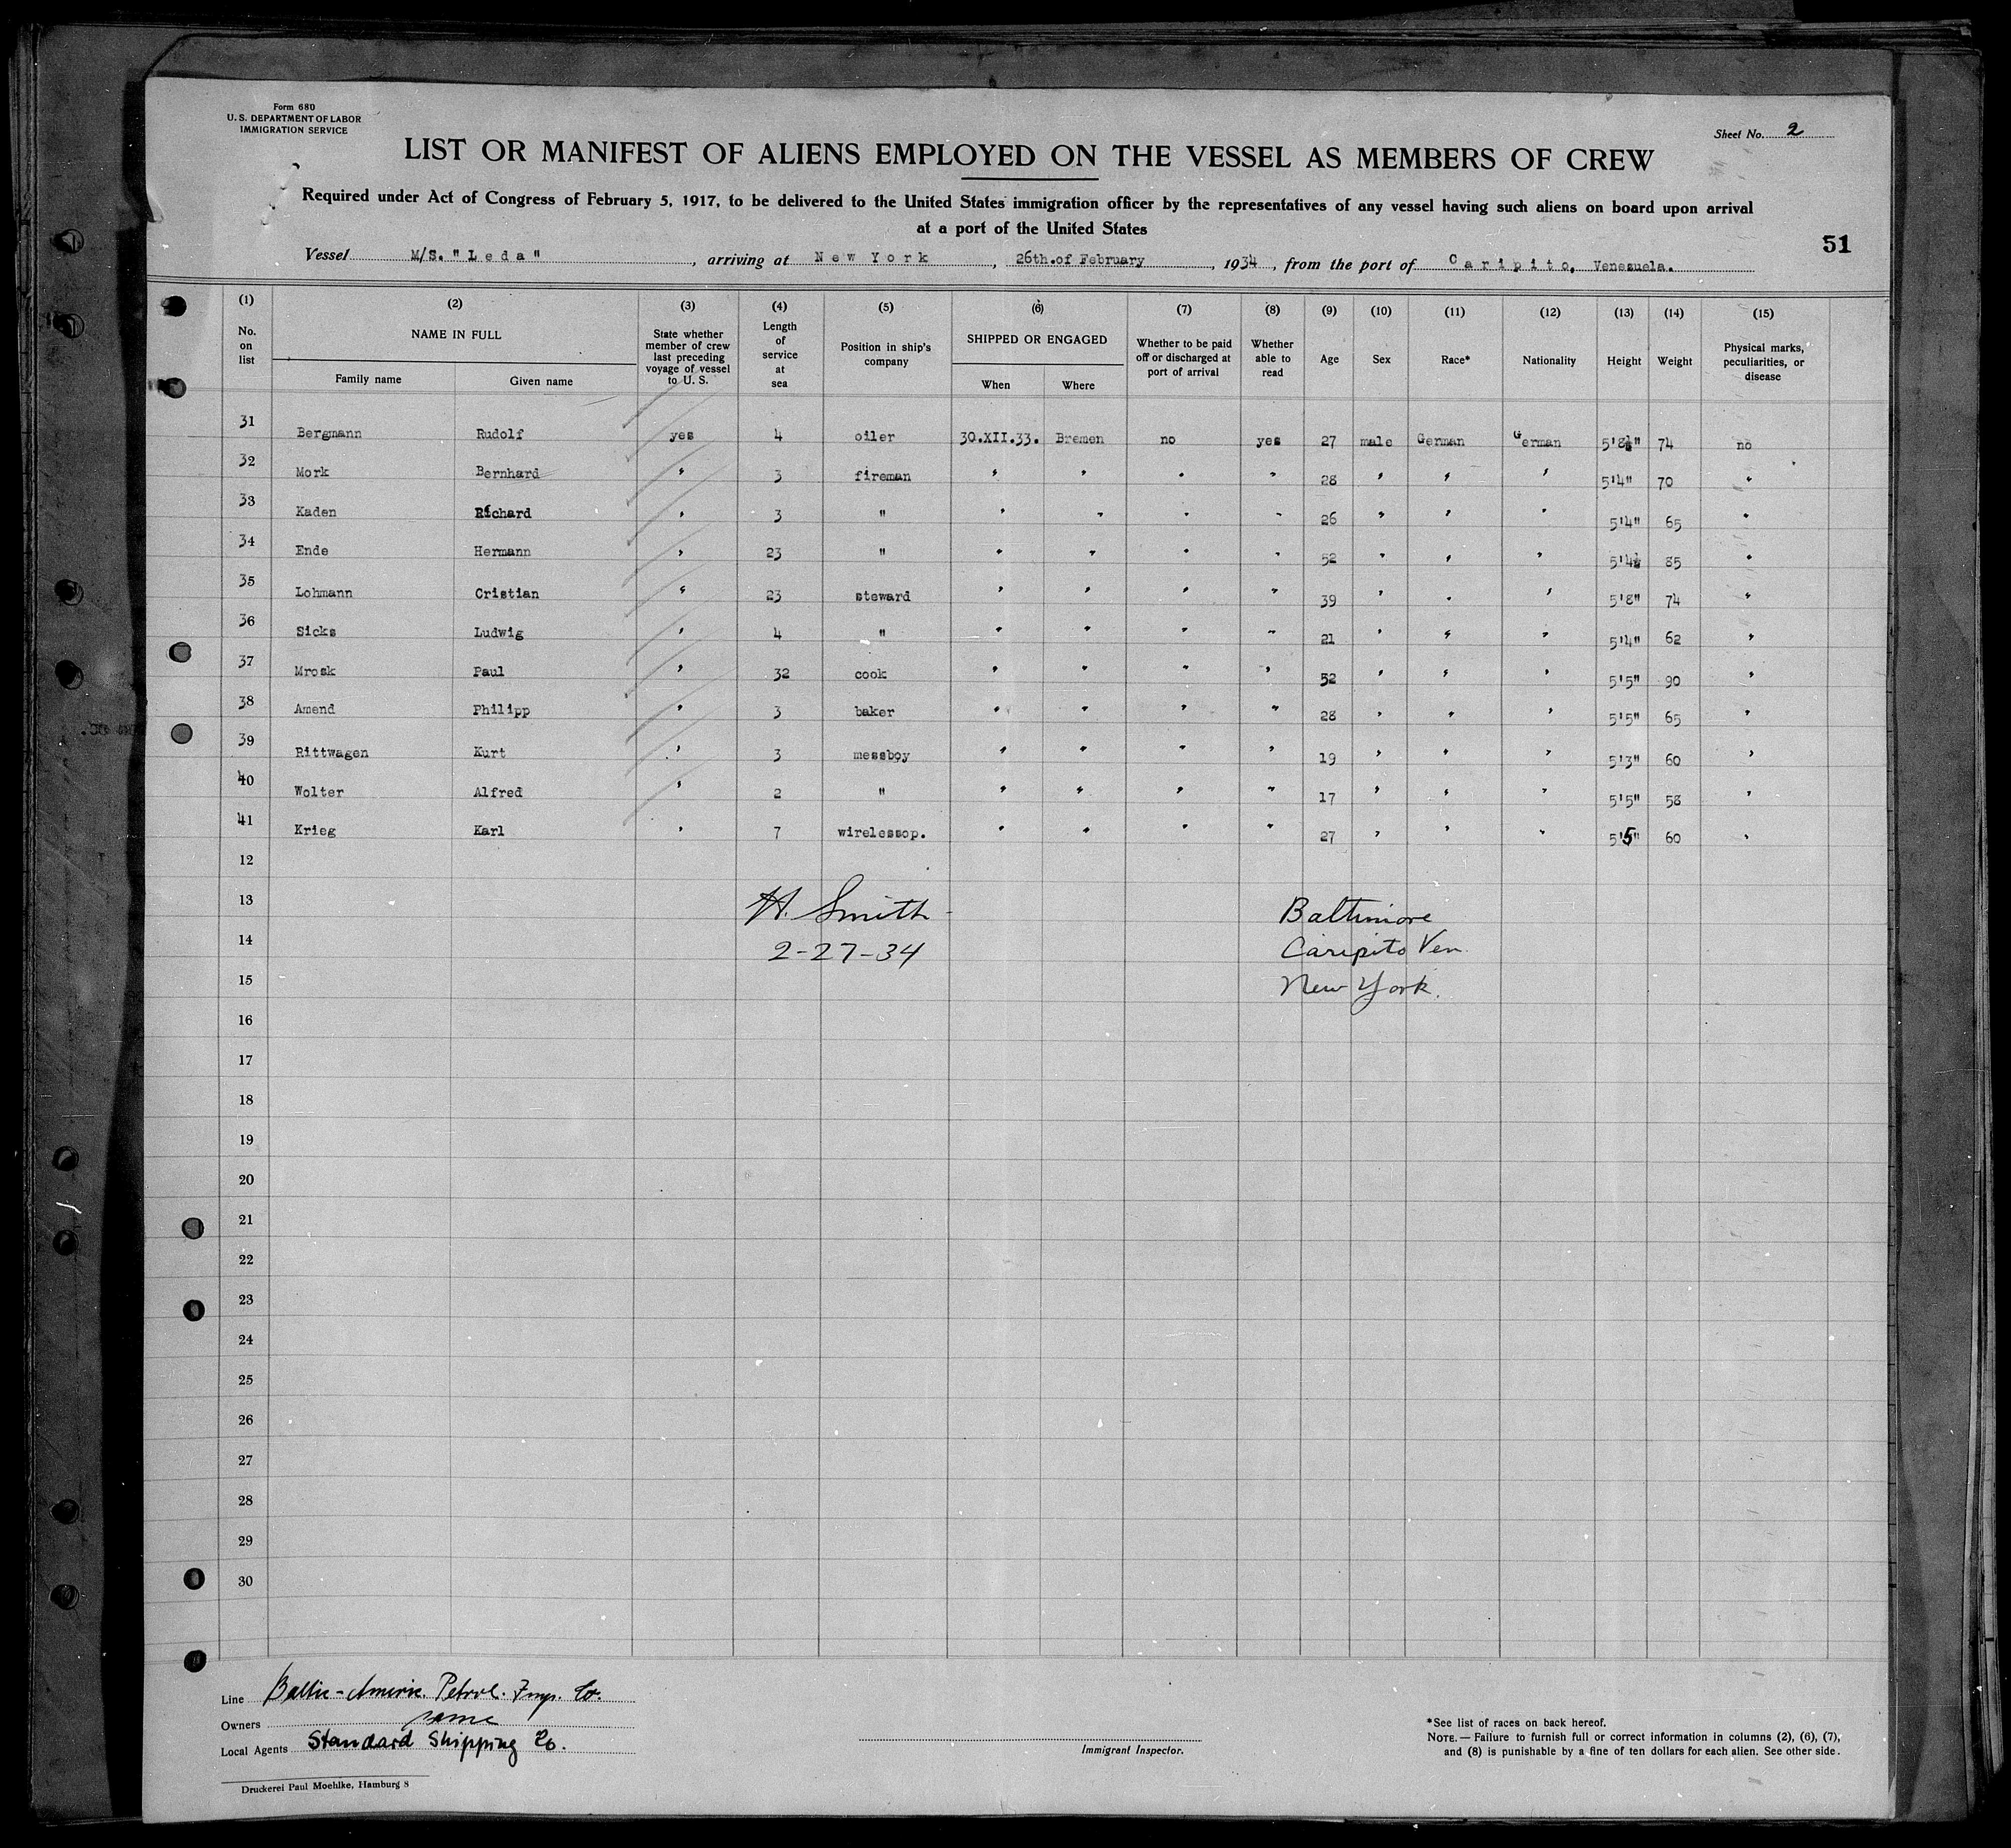 Form 680
U. S. DEPARTMENT OF LABOR
IMMIGRATION SERVICE
Sheet No. 2
LIST OR MANIFEST OF ALIENS EMPLOYED ON THE VESSEL AS MEMBERS OF CREW
Required under Act of Congress of February 5, 1917, to be delivered to the United States immigration officer by the representatives of any vessel having such aliens on board upon arrival
at a port of the United States
51
Vessel M/S. "Leda", arriving at New York, 26th.of February, 1934, from the port of Caripito, Venezuela.
(1) (2) (3) (4) (5) (6) (7) (8) (9) (10) (11) (12) (13) (14) (15)
No. on list NAME IN FULL Family name Given name State whether member of crew last preceding voyage of vessel to U. S. Length of service at sea Position in ship's company SHIPPED OR ENGAGED When Where Whether to be paid off or discharged at port of arrival Whether able to read Age Sex Race* Nationality Height Weight Physical marks, peculiarities, or disease
31 Bergmann Rudolf yes 4 oiler 30.XII.33. Bremen no yes 27 male German German 5'8½" 74 no
32 Mork Bernhard " 3 fireman " " " " 28 " " " 5'4" 70 "
33 Kaden Richard " 3 " " " " " 26 " " " 5'4" 65 "
34 Ende Hermann " 23 " " " " " 52 " " " 5'4½ 85 "
35 Lohmann Cristian " 23 steward " " " " 39 " " " 5'8" 74 "
36 Sicks Ludwig " 4 " " " " " 21 " " " 5'4" 62 "
37 Mrosk Paul " 32 cook " " " " 52 " " " 5'5" 90 "
38 Amend Philipp " 3 baker " " " " 28 " " " 5'5" 65 "
39 Rittwagen Kurt " 3 messboy " " " " 19 " " " 5'3" 60 "
40 Wolter Alfred " 2 " " " " " 17 " " " 5'5" 58 "
41 Krieg Karl " 7 wirelessop. " " " " 27 " " " 5'5" 60 "
12
13 H. Smith Baltimore
14 2-27-34 Caripito Ven.
15 New York.
16
17
18
19
20
21
22
23
24
25
26
27
28
29
30
Line Baltic-Americ. Petrol. Imp. Co.
Owners same
Local Agents Standard Shipping Co.
Immigrant Inspector.
*See list of races on back hereof.
NOTE.—Failure to furnish full or correct information in columns (2), (6), (7),
and (8) is punishable by a fine of ten dollars for each alien. See other side.
Druckerei Paul Moehlke, Hamburg 8